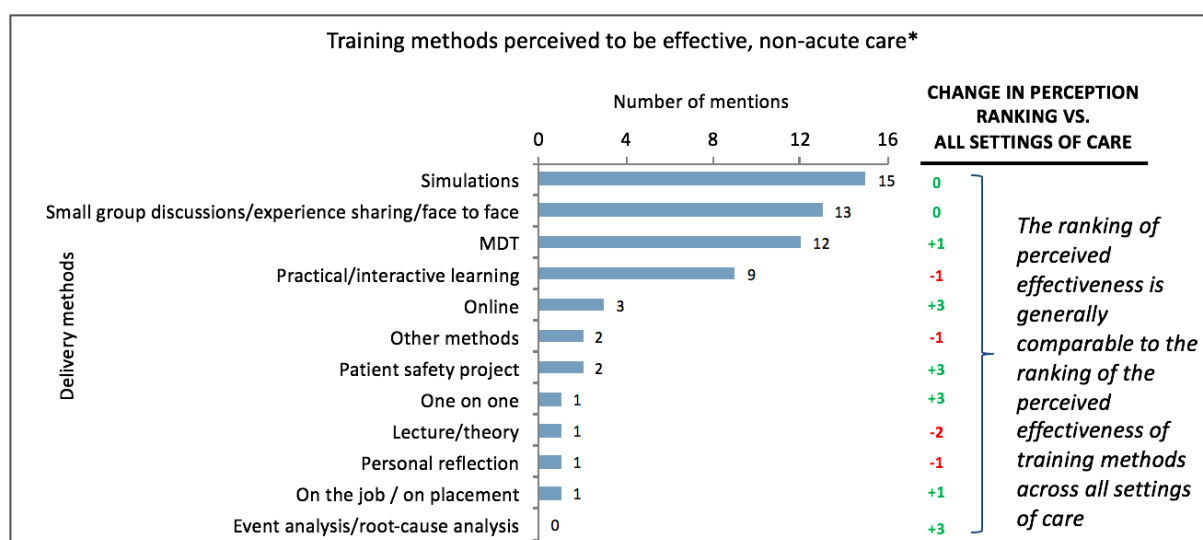 Training methods perceived to be effective, non-acute care*
Number of mentions
CHANGE IN PERCEPTION
RANKING VS.
ALL SETTINGS OF CARE
0 4 8 12 16
Delivery methods
Simulations 15 0
Small group discussions/experience sharing/face to face 13 0
MDT 12 +1
Practical/interactive learning 9 -1
Online 3 +3
Other methods 2 -1
Patient safety project 2 +3
One on one 1 +3
Lecture/theory 1 -2
Personal reflection 1 -1
On the job / on placement 1 +1
Event analysis/root-cause analysis 0 +3
The ranking of
perceived
effectiveness is
generally
comparable to the
ranking of the
perceived
effectiveness of
training methods
across all settings
of care